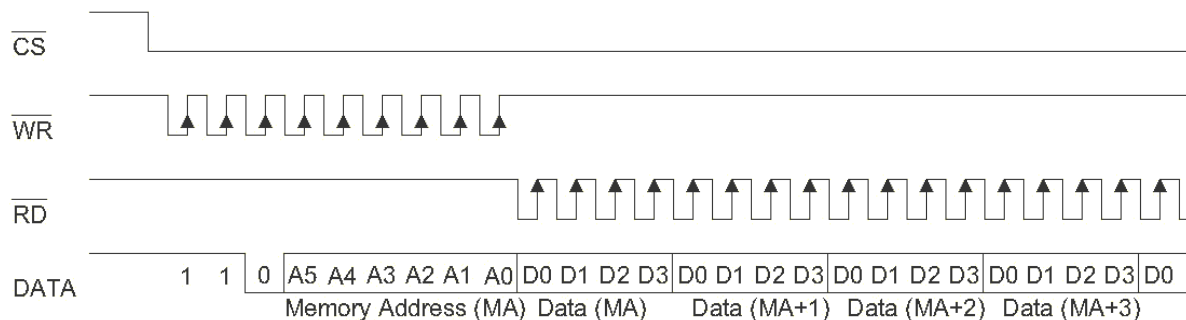 CS
WR
RD
DATA 1 1 0 A5 A4 A3 A2 A1 A0 D0 D1 D2 D3 D0 D1 D2 D3 D0 D1 D2 D3 D0 D1 D2 D3 D0
Memory Address (MA) Data (MA) Data (MA+1) Data (MA+2) Data (MA+3)